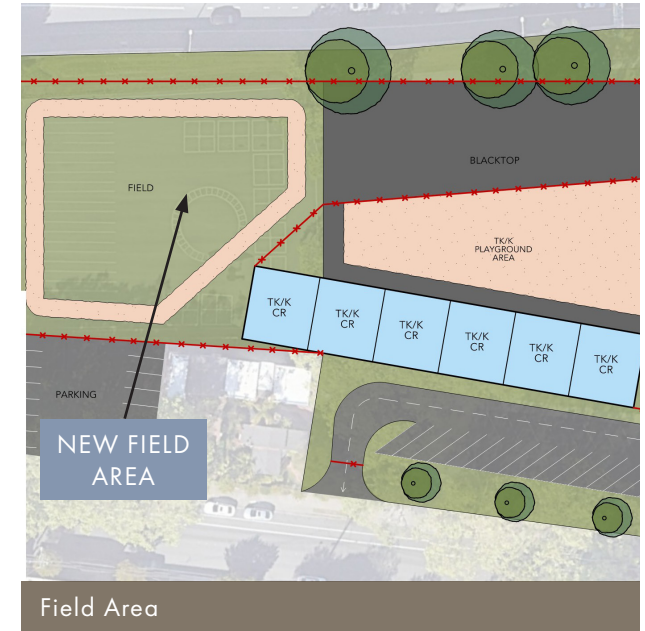 FIELD
BLACKTOP
TK/K
PLAYGROUND
AREA
TK/K
CR
TK/K
CR
TK/K
CR
TK/K
CR
TK/K
CR
TK/K
CR
PARKING
NEW FIELD
AREA
Field Area